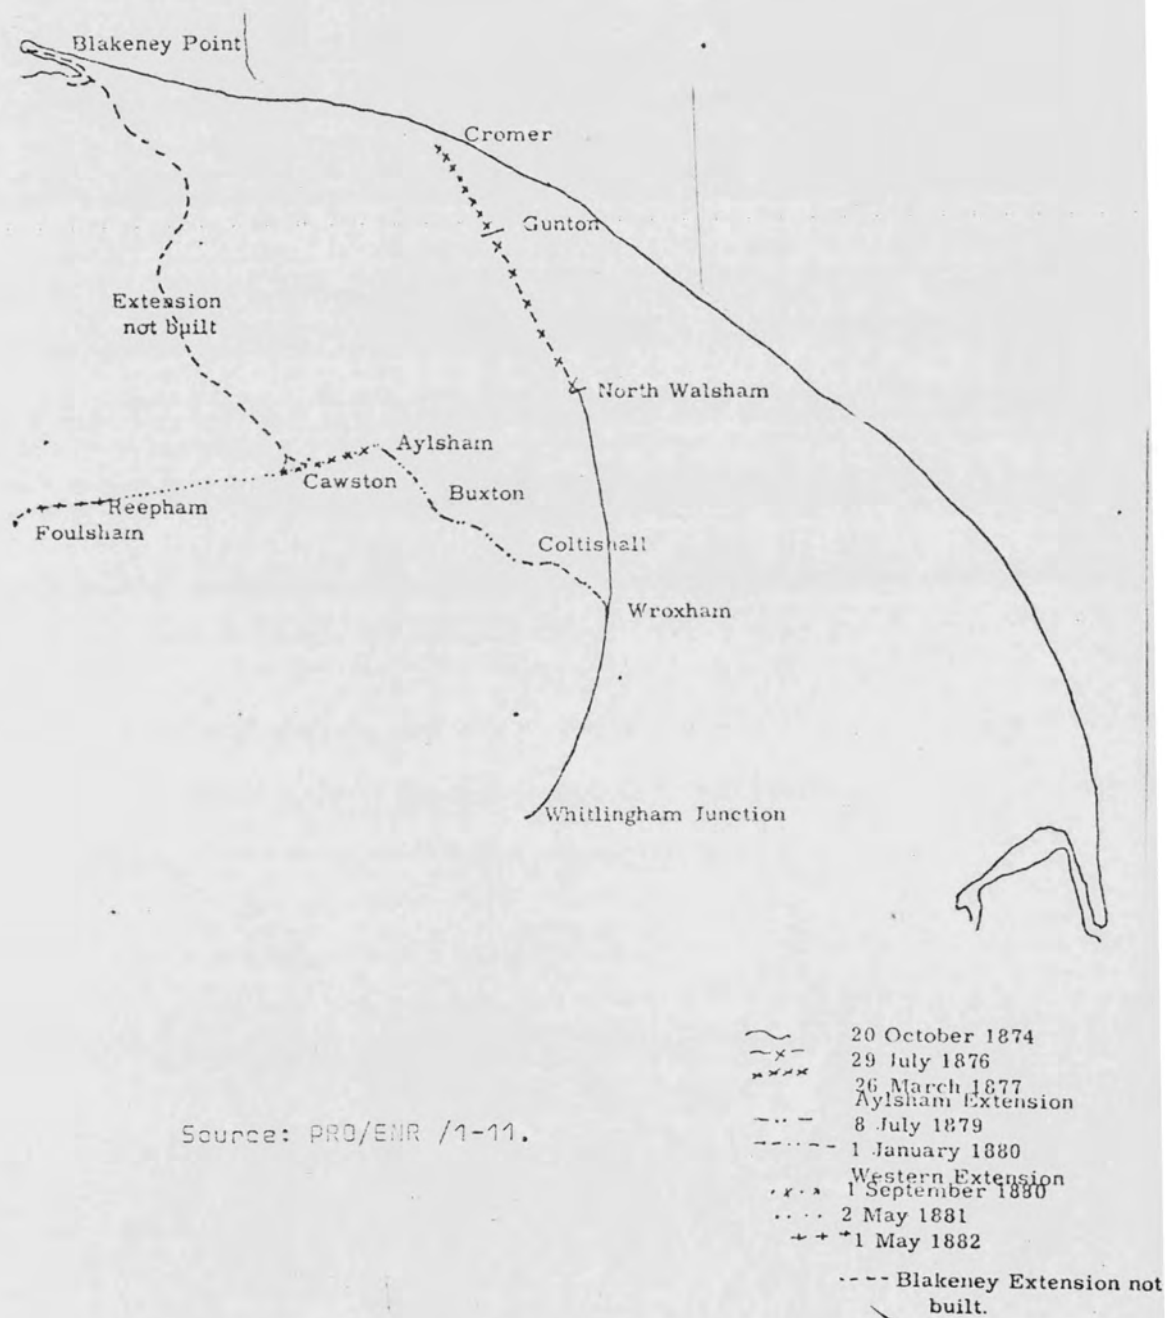 Blakeney Point
Cromer
Gunton
Extension
not built
North Walsham
Aylsham
Cawston
Buxton
Reepham
Foulsham
Coltishall
Wroxham
Whitlingham Junction
20 October 1874
29 July 1876
26 March 1877
Aylsham Extension
8 July 1879
1 January 1880
Western Extension
1 September 1880
2 May 1881
1 May 1882
Blakeney Extension not
built.
Source: PRO/ENR /1-11.